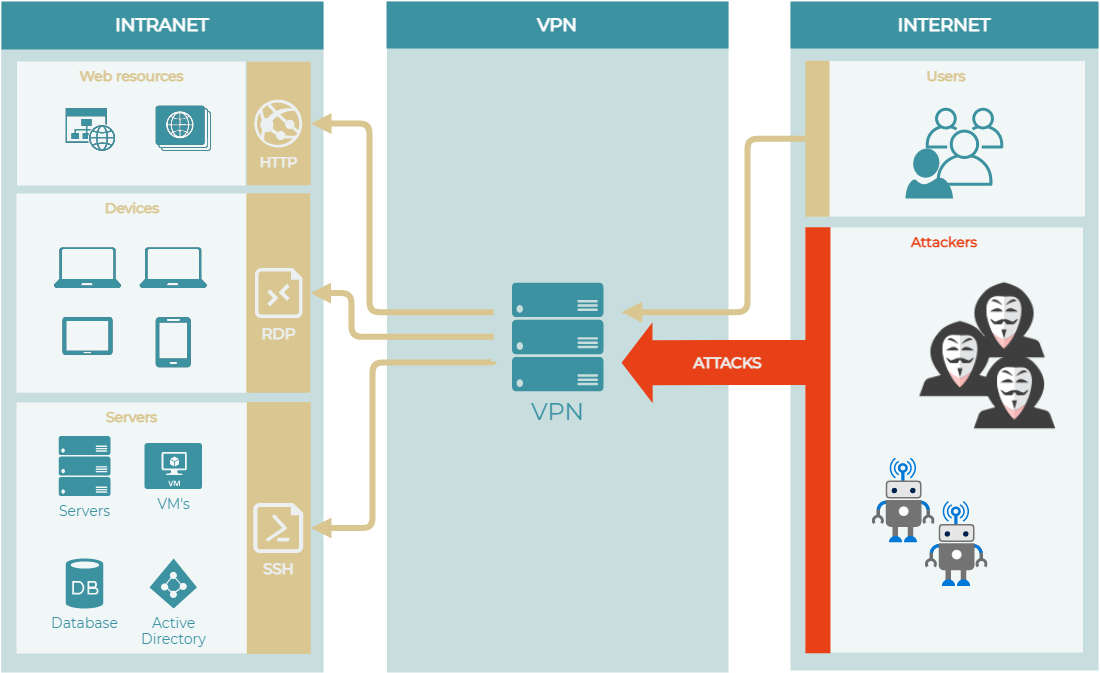 INTRANET
VPN
INTERNET
Web resources
HTTP
Devices
RDP
Servers
Servers
VM
VM's
DB
Database
Active
Directory
SSH
VPN
ATTACKS
Users
Attackers